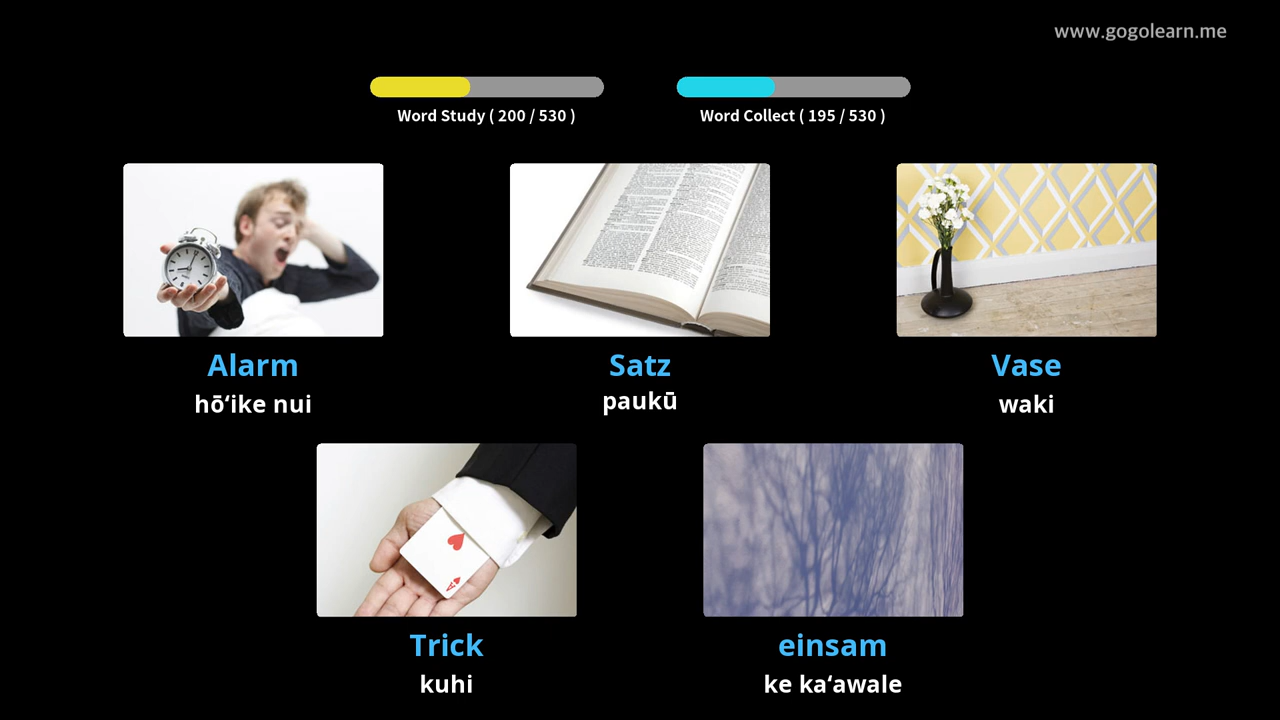 www.gogolearn.me
Word Study ( 200 / 530 )
Word Collect ( 195 / 530 )
Alarm
hōʻike nui
Satz
paukū
Vase
waki
Trick
kuhi
einsam
ke kaʻawale